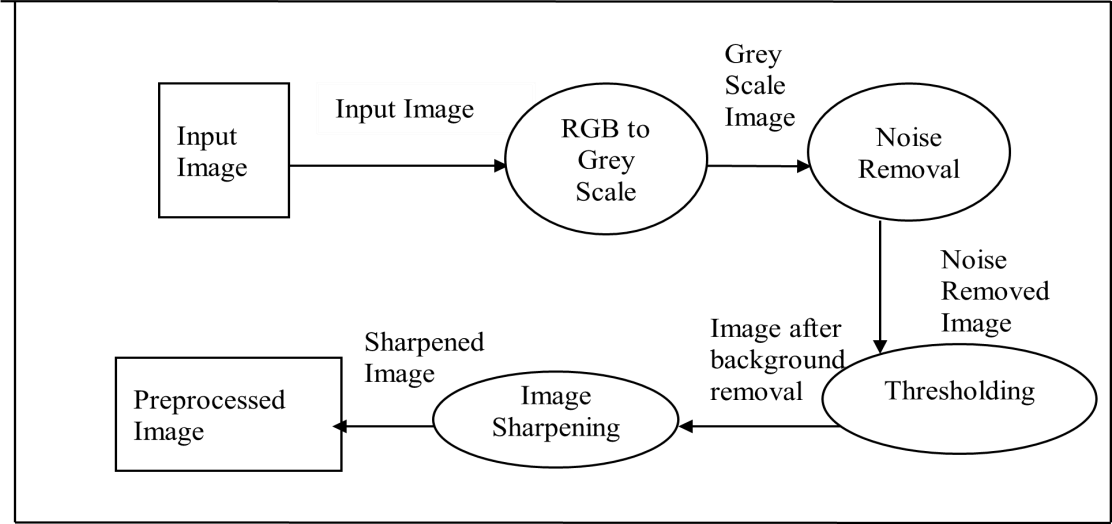 Input
Image
Input Image
RGB to
Grey
Scale
Grey
Scale
Image
Noise
Removal
Noise
Removed
Image
Thresholding
Image after
background
removal
Image
Sharpening
Sharpened
Image
Preprocessed
Image